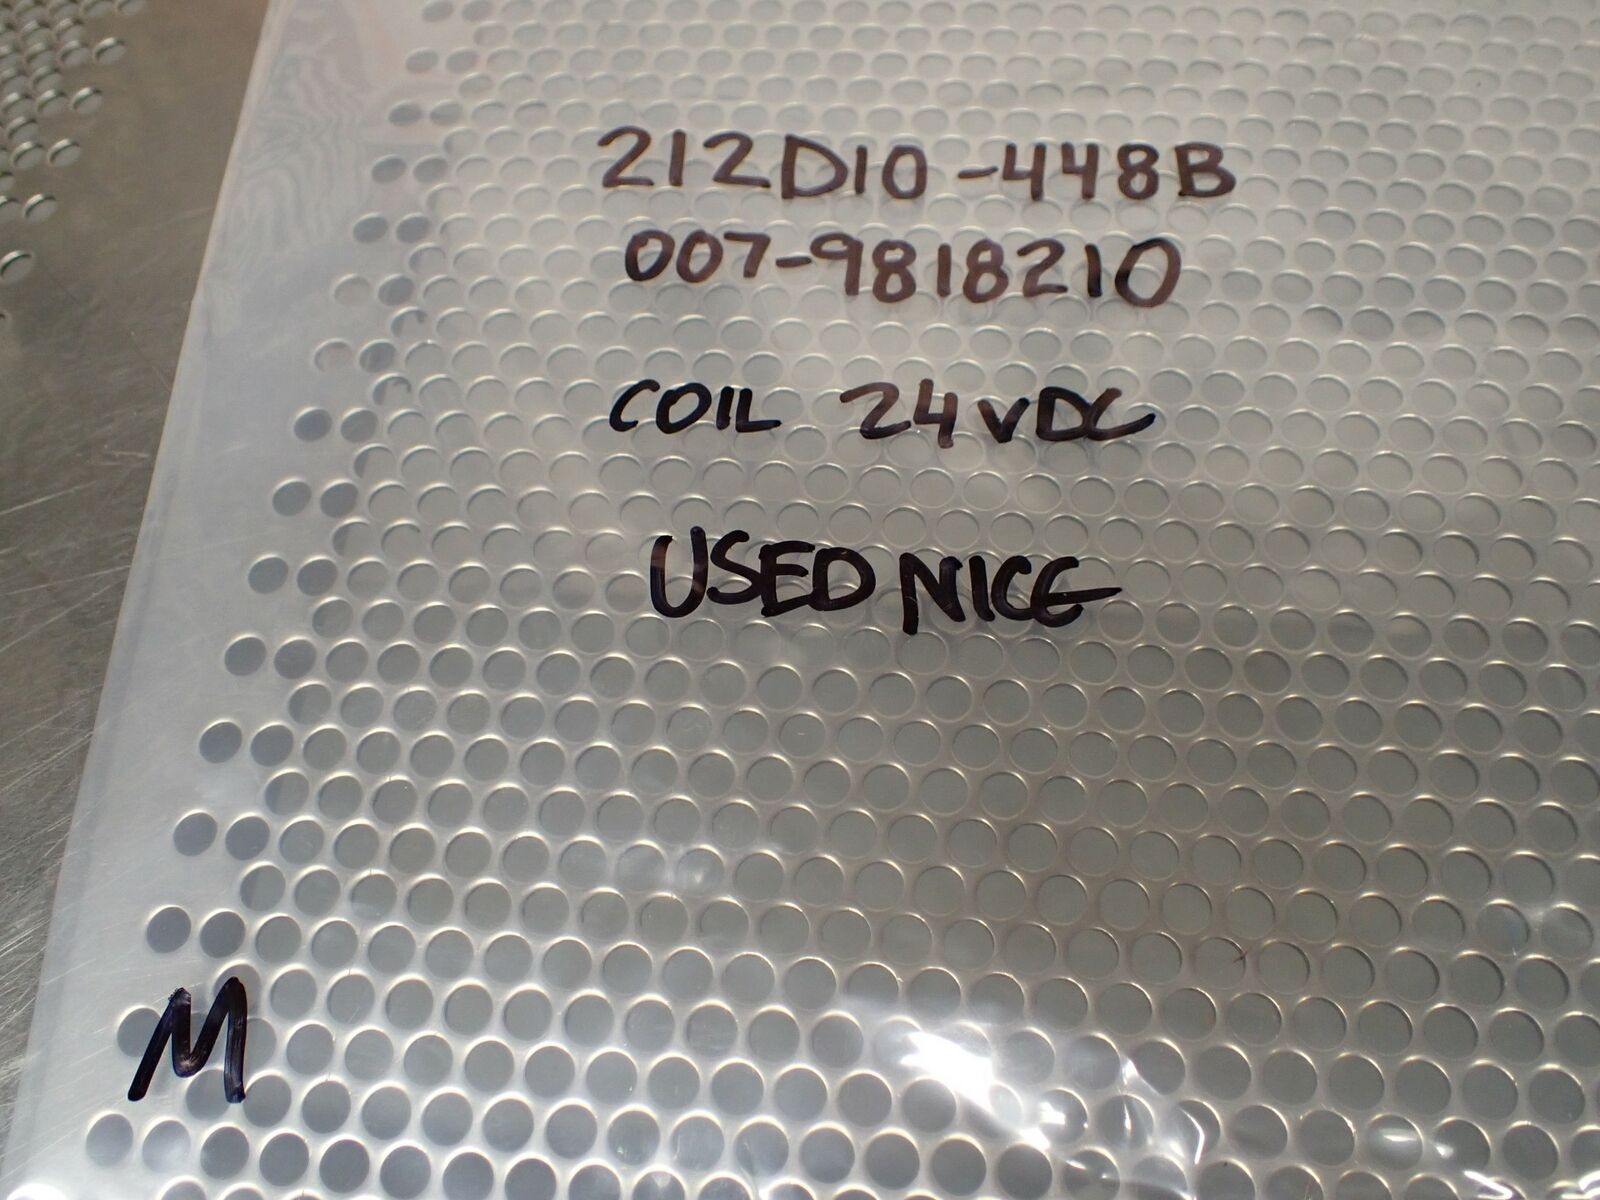 212D10-448B
007-9818210
COIL 24VDC
USED NICE
M